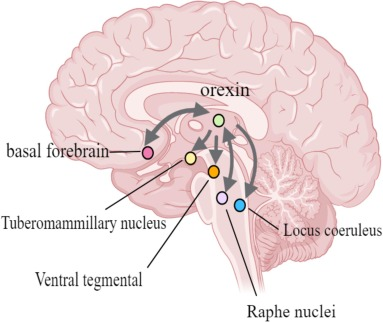 orexin
basal forebrain
Tuberomammillary nucleus
Locus coeruleus
Ventral tegmental
Raphe nuclei